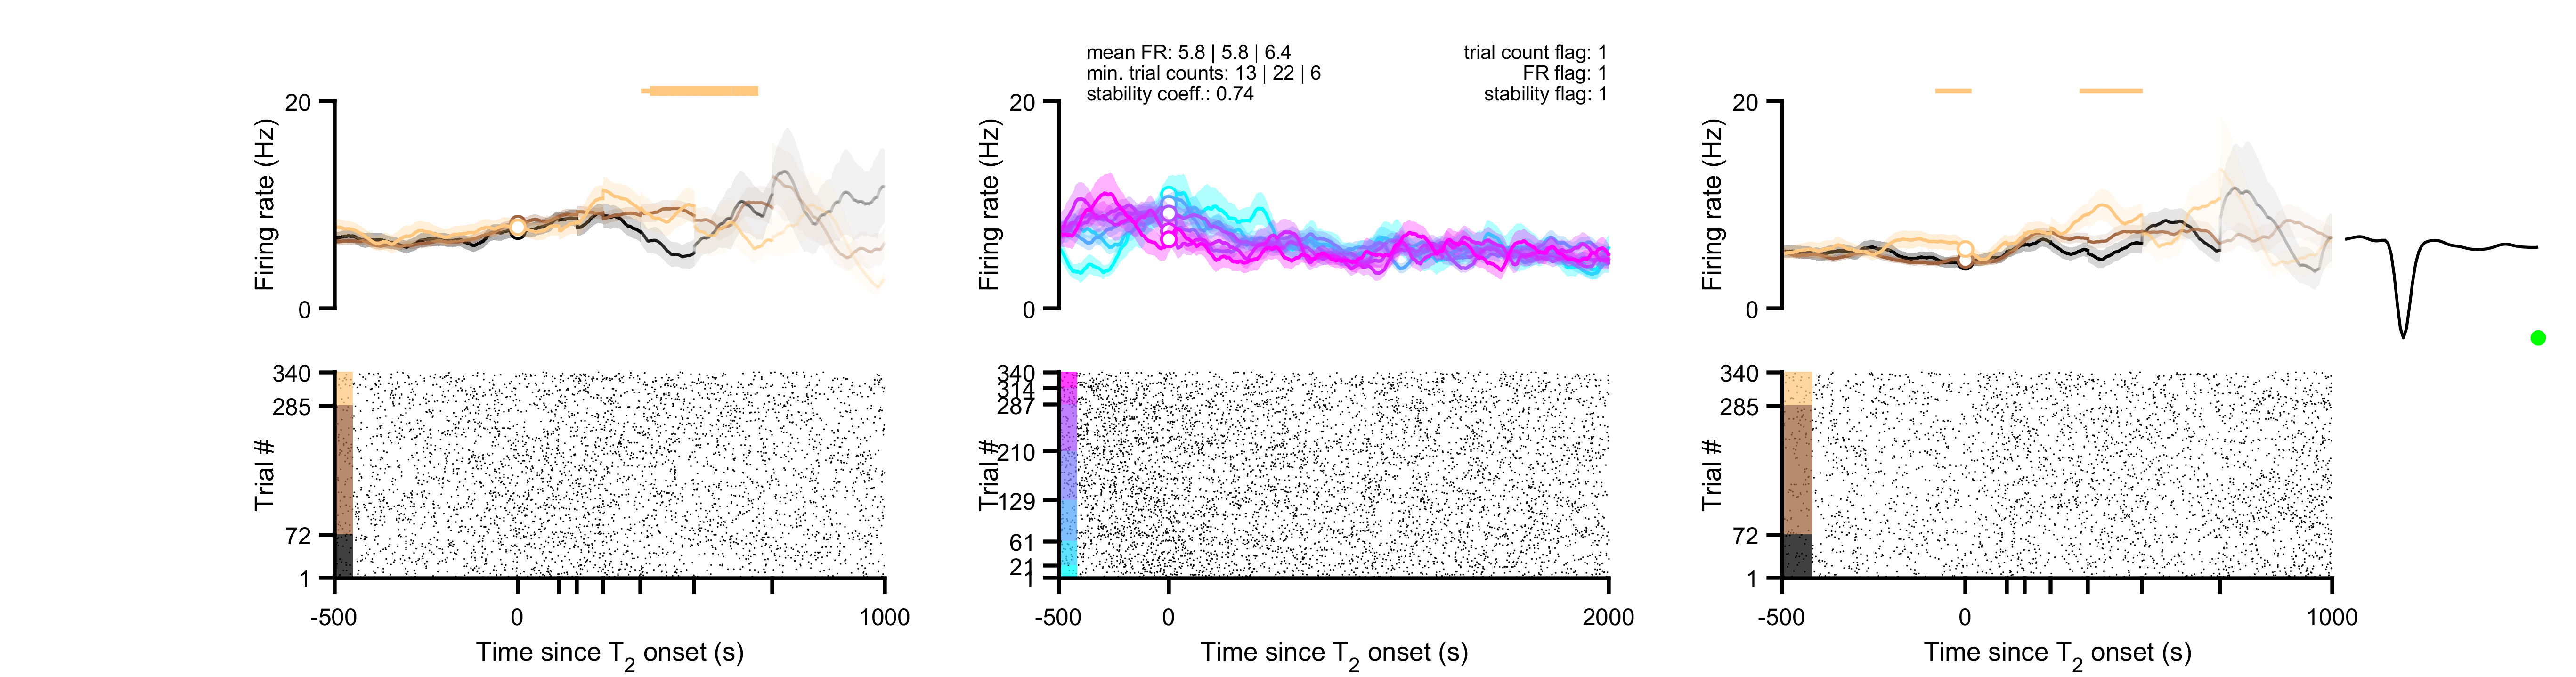 mean FR: 5.8 | 5.8 | 6.4
min. trial counts: 13 | 22 | 6
stability coeff.: 0.74
trial count flag: 1
FR flag: 1
stability flag: 1
20
0
Firing rate (Hz)
20
0
Firing rate (Hz)
20
0
Firing rate (Hz)
340
285
72
1
Trial #
340
314
287
210
129
61
21
1
Trial #
340
285
72
1
Trial #
-500
0
1000
-500
0
2000
-500
0
1000
Time since T2 onset (s)
Time since T2 onset (s)
Time since T2 onset (s)